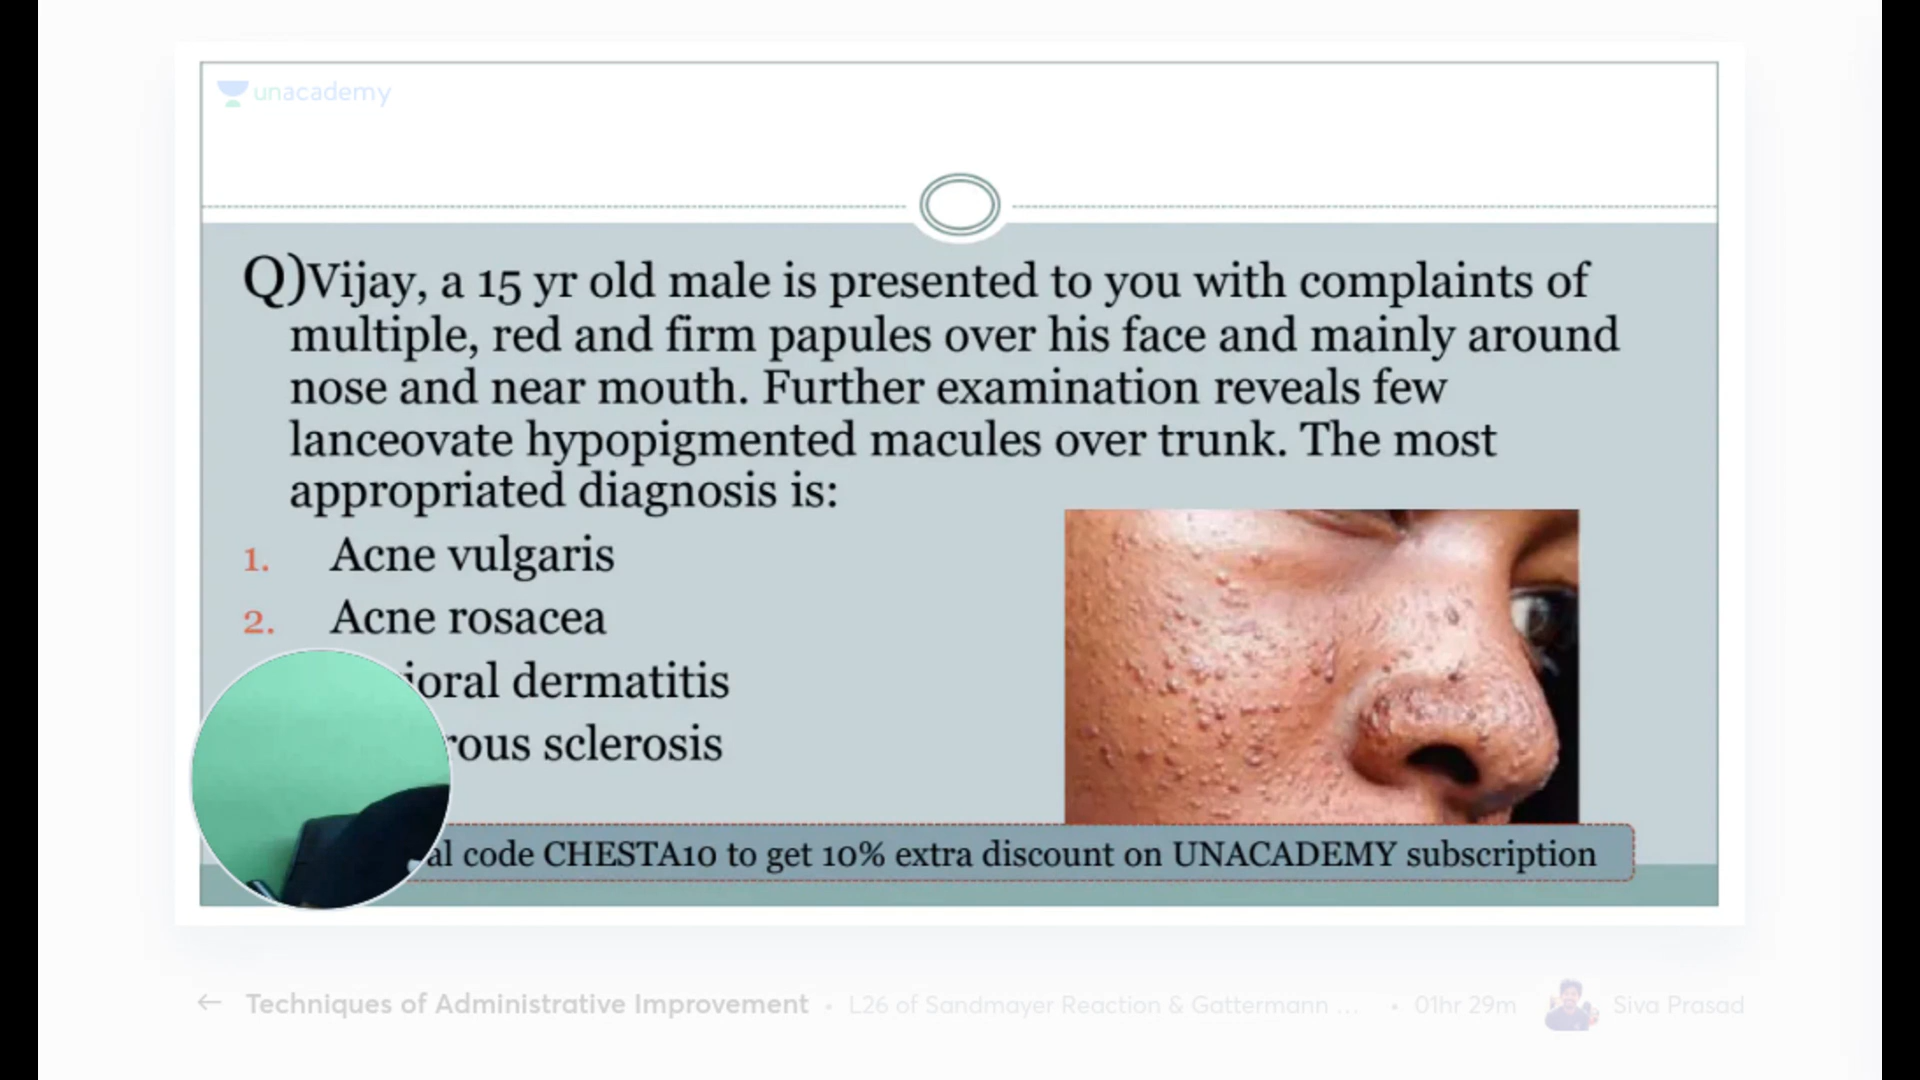 unacademy
Q)Vijay, a 15 yr old male is presented to you with complaints of
multiple, red and firm papules over his face and mainly around
nose and near mouth. Further examination reveals few
lanceovate hypopigmented macules over trunk. The most
appropriated diagnosis is:
1. Acne vulgaris
2. Acne rosacea
ioral dermatitis
rous sclerosis
al code CHESTA10 to get 10% extra discount on UNACADEMY subscription
← Techniques of Administrative Improvement • L26 of Sandmayer Reaction & Gattermann ... • 01hr 29m Siva Prasad